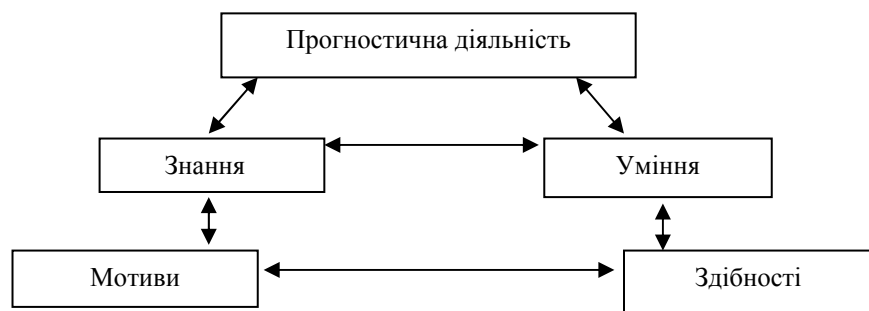 Прогностична діяльність
Знання
Уміння
Мотиви
Здібності